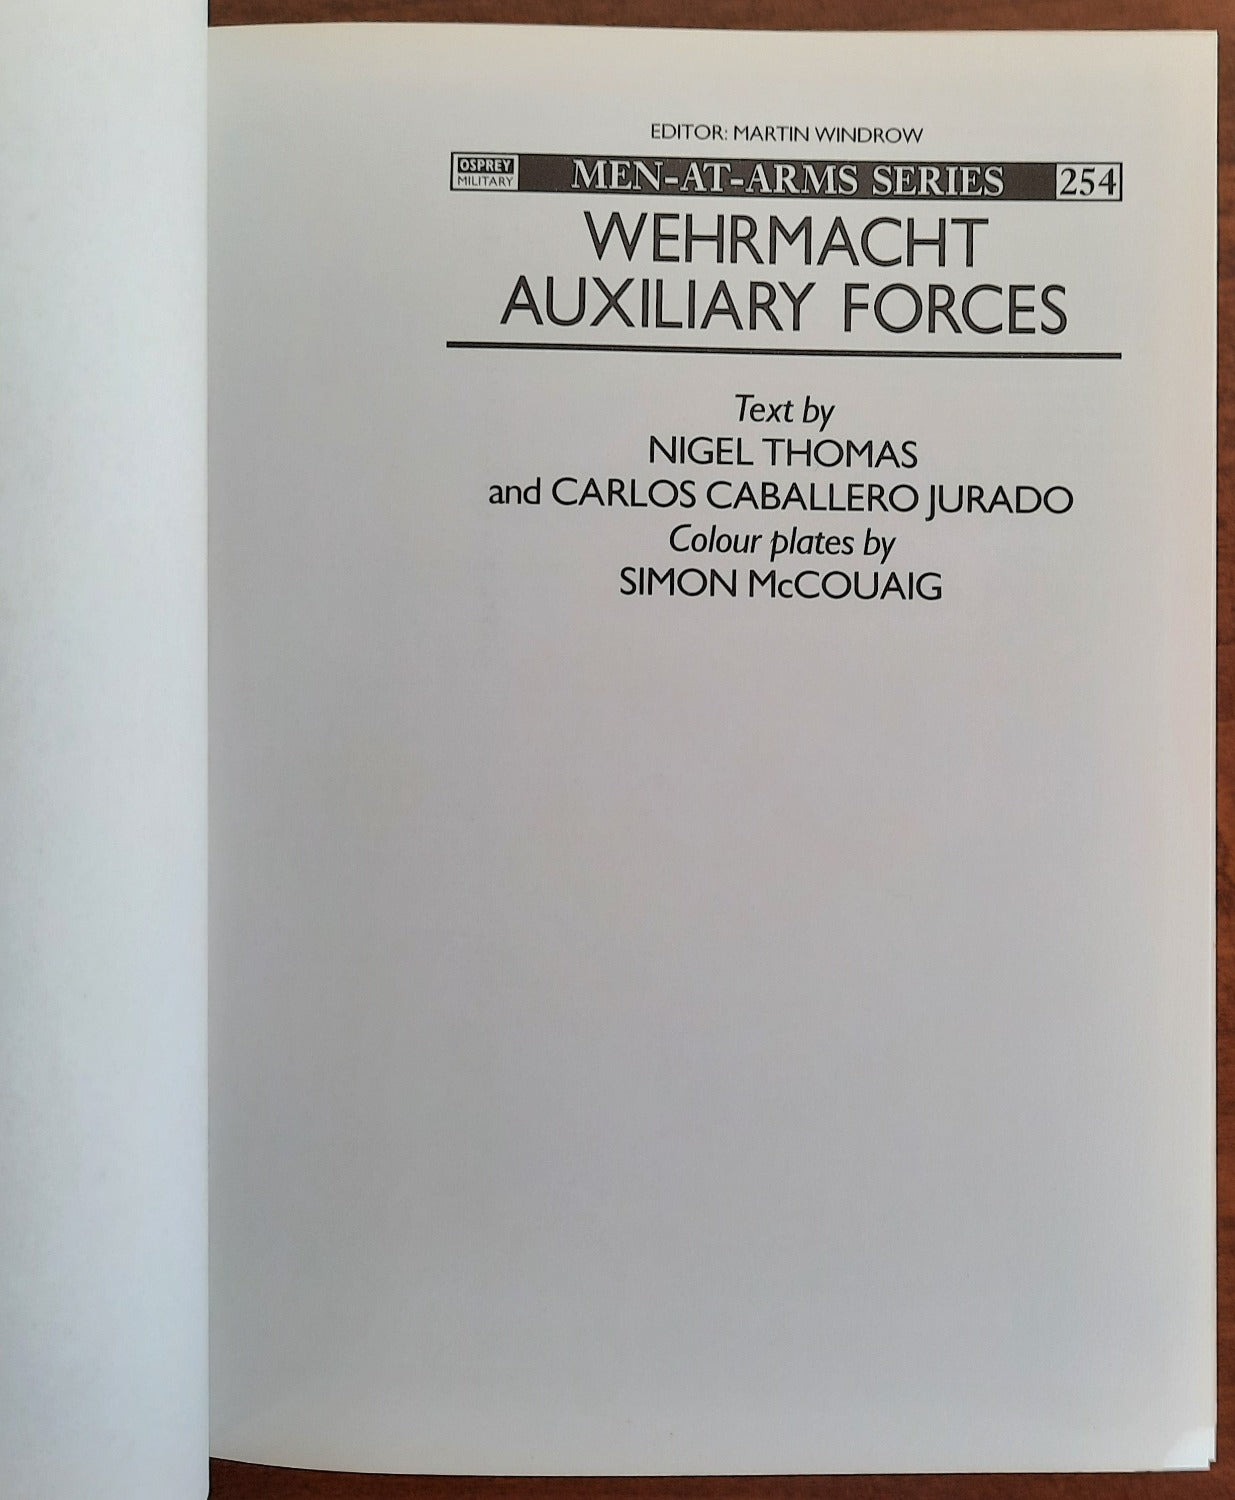 EDITOR: MARTIN WINDROW
OSPREY
MILITARY
MEN-AT-ARMS SERIES
254
WEHRMACHT
AUXILIARY FORCES
Text by
NIGEL THOMAS
and CARLOS CABALLERO JURADO
Colour plates by
SIMON McCOUAIG